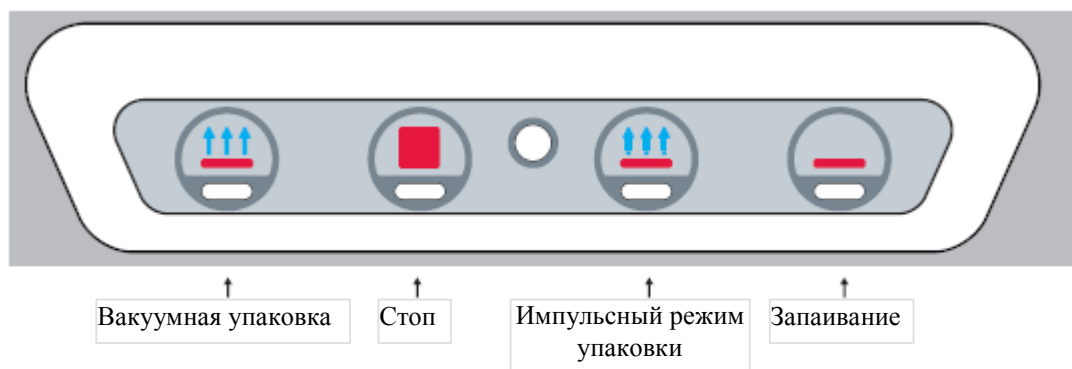 Вакуумная упаковка
Стоп
Импульсный режим
упаковки
Запаивание